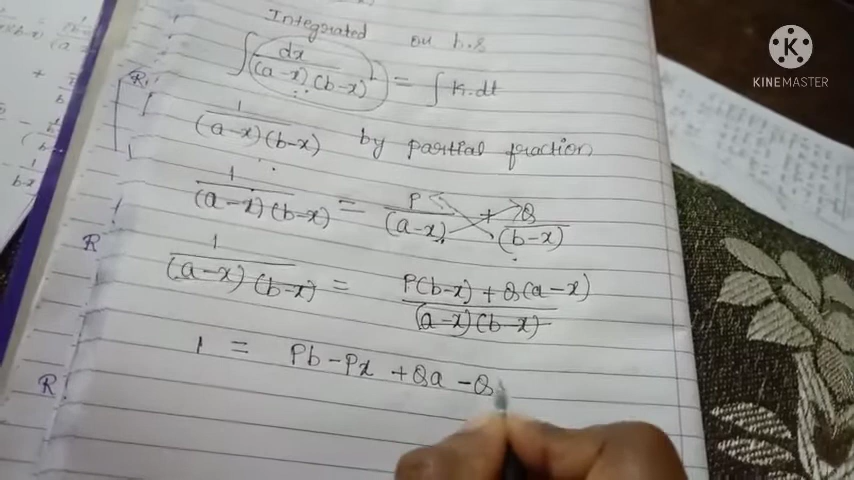 Integrated on b.s
∫ dx/((a-x)(b-x)) = ∫ K.dt
1/((a-x)(b-x)) by partial fraction
1/((a-x)(b-x)) = P/(a-x) + Q/(b-x)
R
1/((a-x)(b-x)) = (P(b-x) + Q(a-x))/((a-x)(b-x))
1 = Pb - Px + Qa - Q
R
K
KINEMASTER